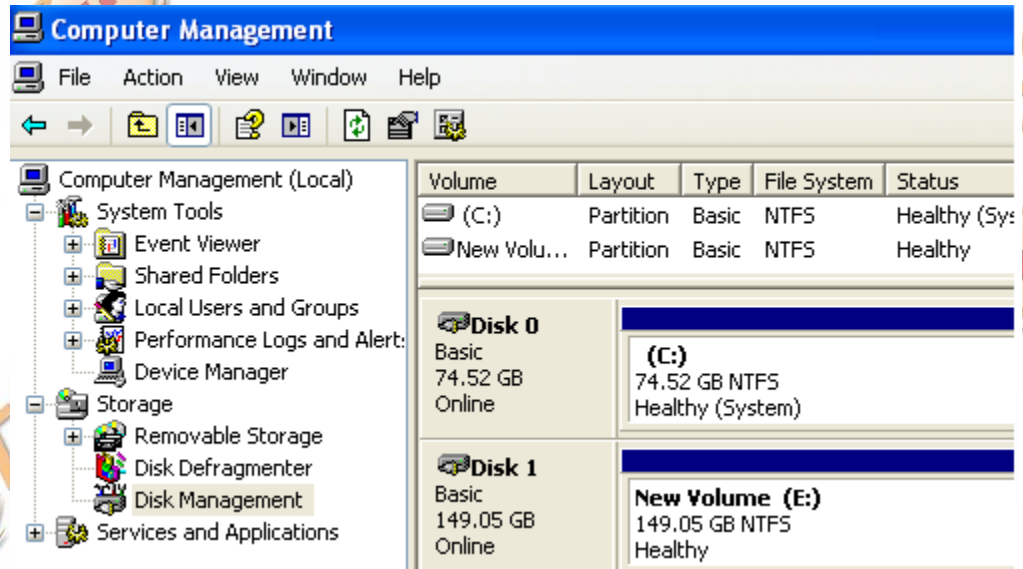 Computer Management
File Action View Window Help
Computer Management (Local)
System Tools
Event Viewer
Shared Folders
Local Users and Groups
Performance Logs and Alert
Device Manager
Storage
Removable Storage
Disk Defragmenter
Disk Management
Services and Applications
Volume Layout Type File System Status
(C:) Partition Basic NTFS Healthy (Sys
New Volu... Partition Basic NTFS Healthy
Disk 0
Basic
74.52 GB
Online
(C:)
74.52 GB NTFS
Healthy (System)
Disk 1
Basic
149.05 GB
Online
New Volume (E:)
149.05 GB NTFS
Healthy